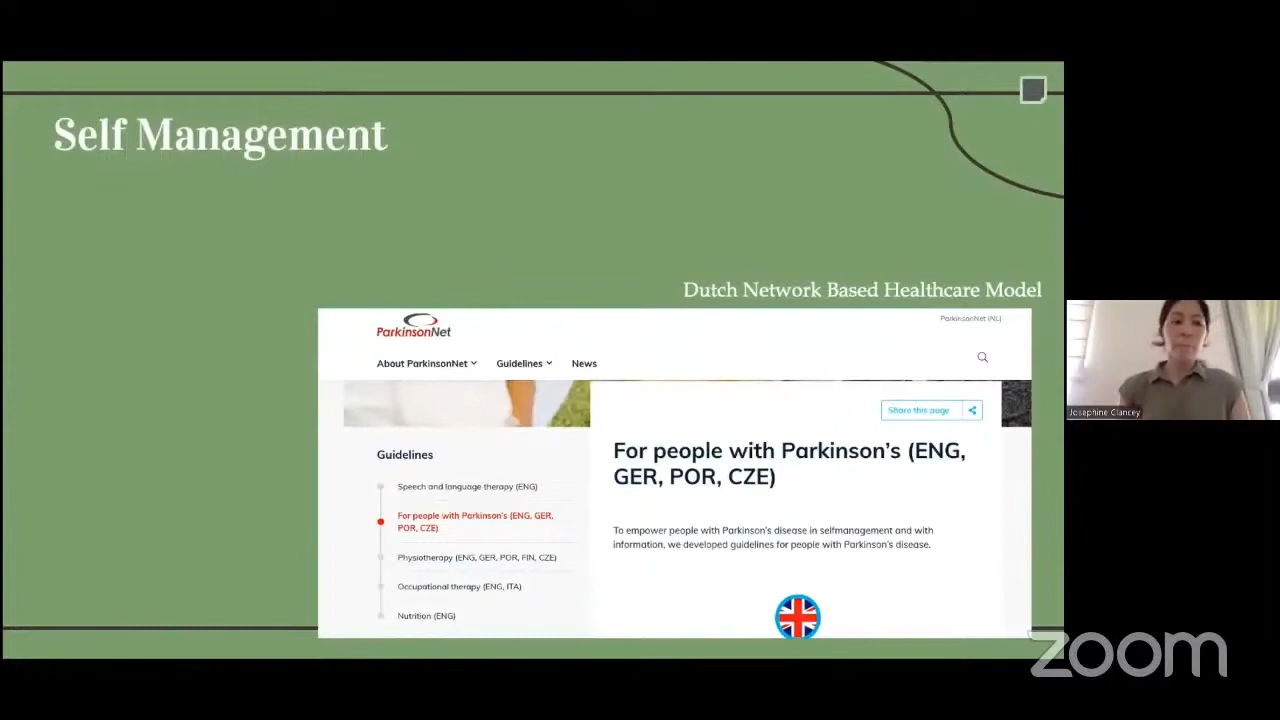 Self Management
Dutch Network Based Healthcare Model
ParkinsonNet
ParkinsonNet (NL)
About ParkinsonNet
Guidelines
News
Share this page
Guidelines
Speech and language therapy (ENG)
For people with Parkinson's (ENG, GER,
POR, CZE)
Physiotherapy (ENG, GER, POR, FIN, CZE)
Occupational therapy (ENG, ITA)
Nutrition (ENG)
For people with Parkinson's (ENG,
GER, POR, CZE)
To empower people with Parkinson's disease in selfmanagement and with
information, we developed guidelines for people with Parkinson's disease.
Josephine Clancey
zoom